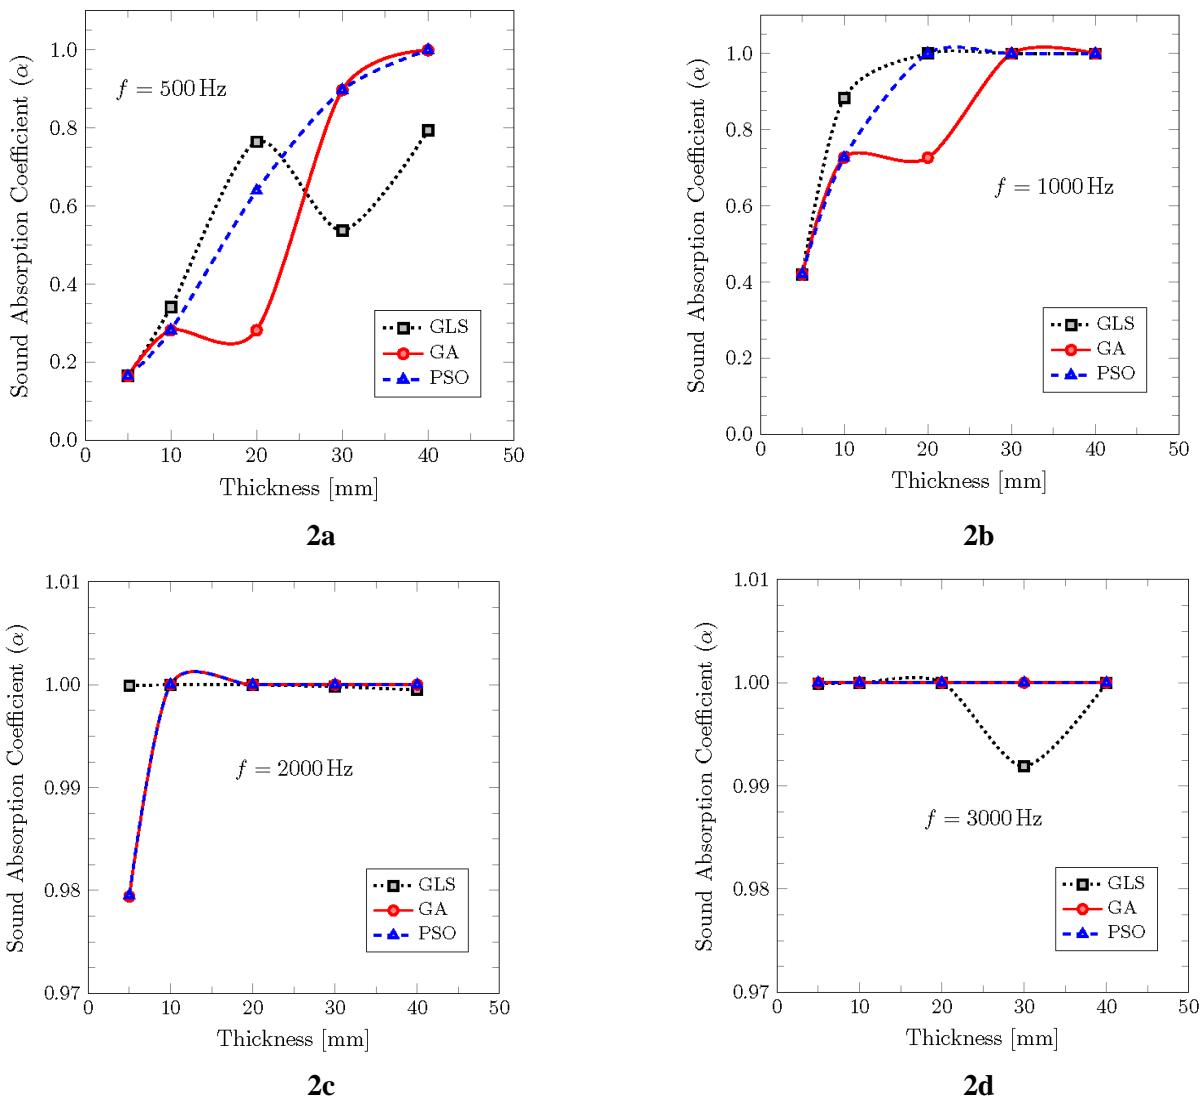 Sound Absorption Coefficient (α)
1.0
0.8
0.6
0.4
0.2
0.0
f = 500 Hz
GLS
GA
PSO
0 10 20 30 40 50
Thickness [mm]
2a
Sound Absorption Coefficient (α)
1.0
0.8
0.6
0.4
0.2
0.0
f = 1000 Hz
GLS
GA
PSO
0 10 20 30 40 50
Thickness [mm]
2b
Sound Absorption Coefficient (α)
1.01
1.00
0.99
0.98
0.97
f = 2000 Hz
GLS
GA
PSO
0 10 20 30 40 50
Thickness [mm]
2c
Sound Absorption Coefficient (α)
1.01
1.00
0.99
0.98
0.97
f = 3000 Hz
GLS
GA
PSO
0 10 20 30 40 50
Thickness [mm]
2d